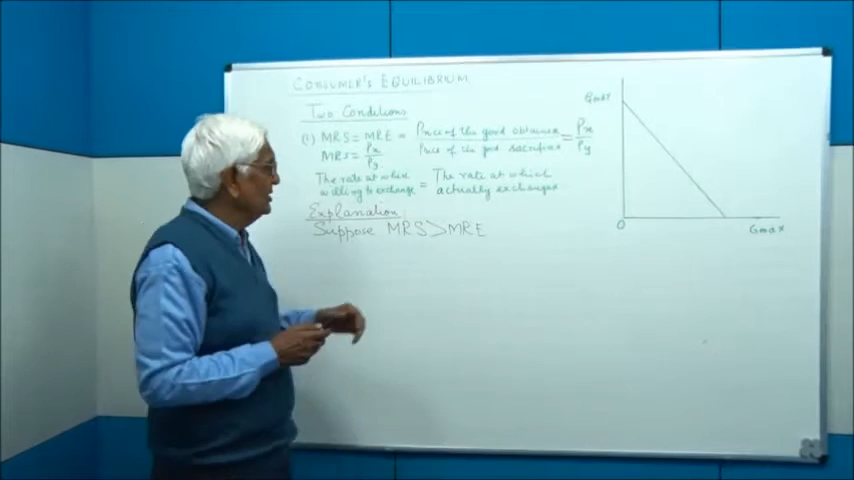 CONSUMER'S EQUILIBRIUM
Two Conditions
(1) MRS = MRE = Price of the good obtained / Price of the good sacrificed = Px / Py
MRS = Px / Py
The rate at which willing to exchange = The rate at which actually exchanges
Explanation
Suppose MRS > MRE
O